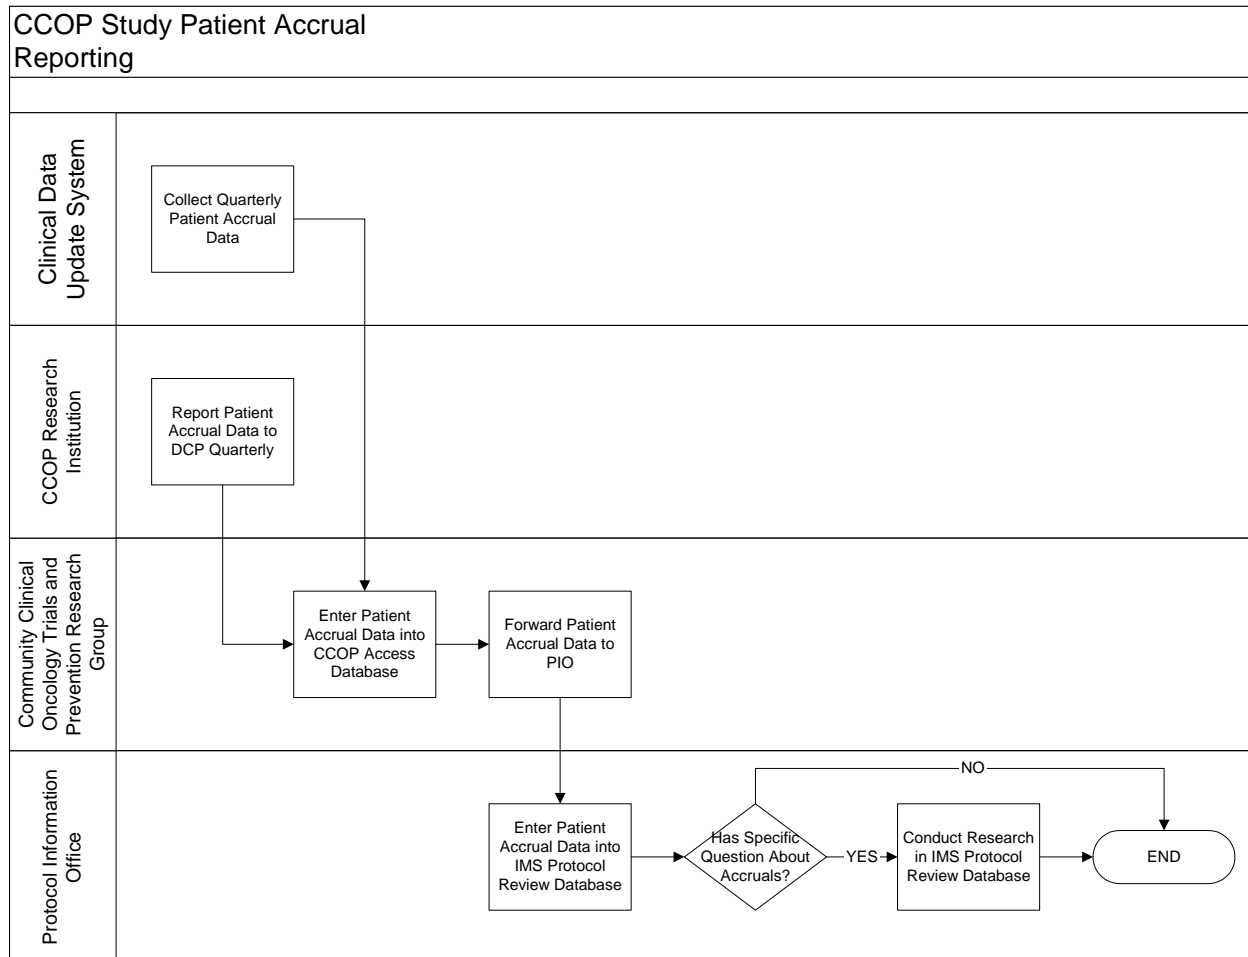 CCOP Study Patient Accrual
Reporting
Clinical Data
Update System
Collect Quarterly
Patient Accrual
Data
CCOP Research
Institution
Report Patient
Accrual Data to
DCP Quarterly
Community Clinical
Oncology Trials and
Prevention Research
Group
Enter Patient
Accrual Data into
CCOP Access
Database
Forward Patient
Accrual Data to
PIO
Protocol Information
Office
Enter Patient
Accrual Data into
IMS Protocol
Review Database
Has Specific
Question About
Accruals?
NO
YES
Conduct Research
in IMS Protocol
Review Database
END